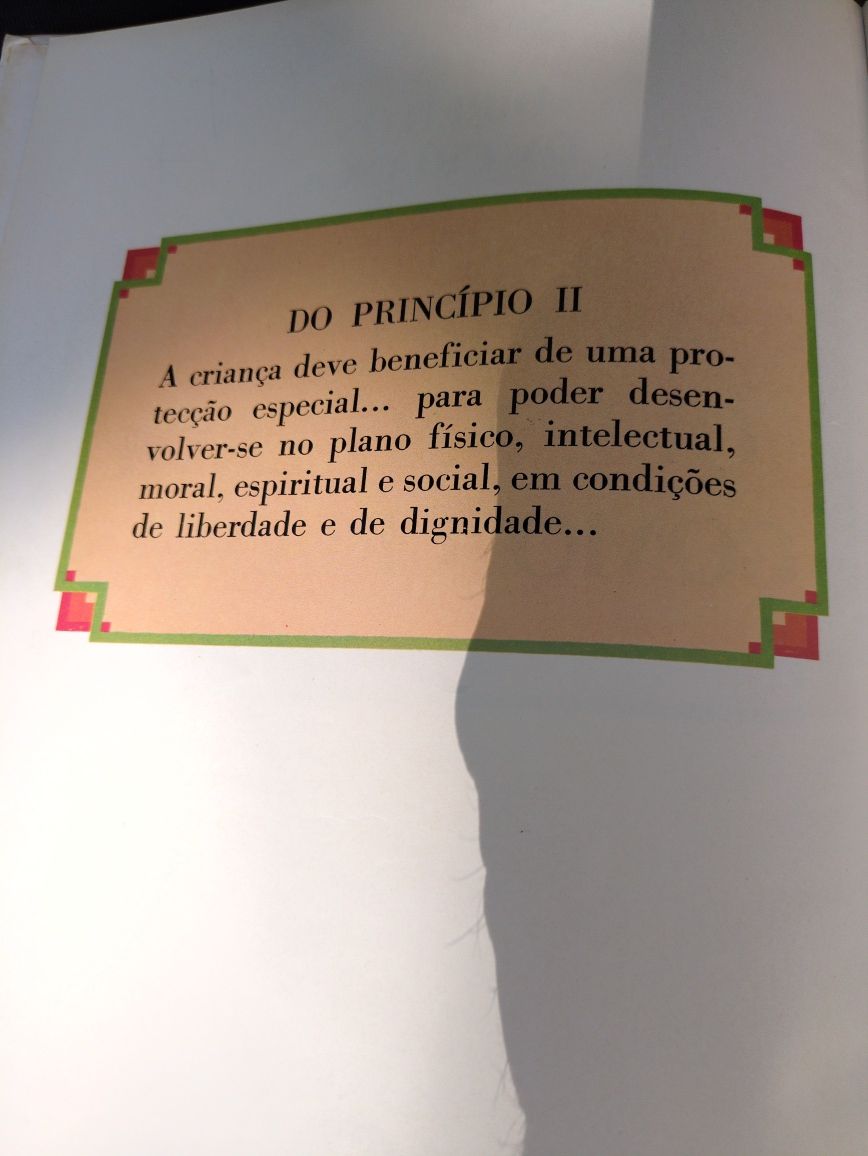 DO PRINCÍPIO II
A criança deve beneficiar de uma pro-
tecção especial... para poder desen-
volver-se no plano físico, intelectual,
moral, espiritual e social, em condições
de liberdade e de dignidade...